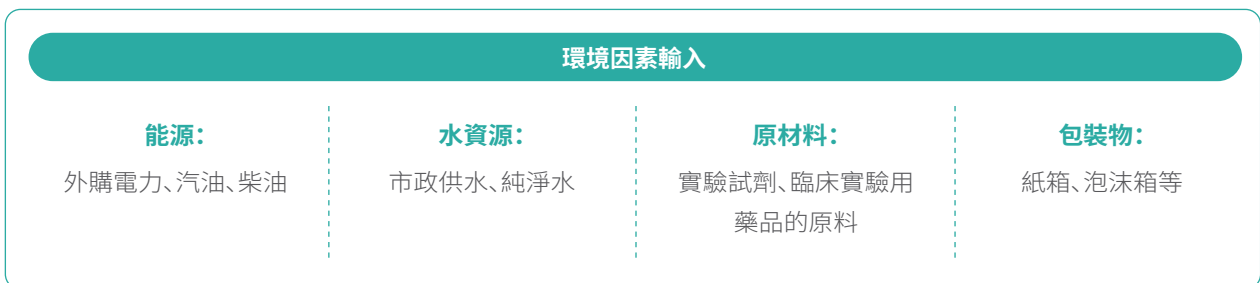 環境因素輸入
能源：
外購電力、汽油、柴油
水資源：
市政供水、純淨水
原材料：
實驗試劑、臨床實驗用
藥品的原料
包裝物：
紙箱、泡沫箱等